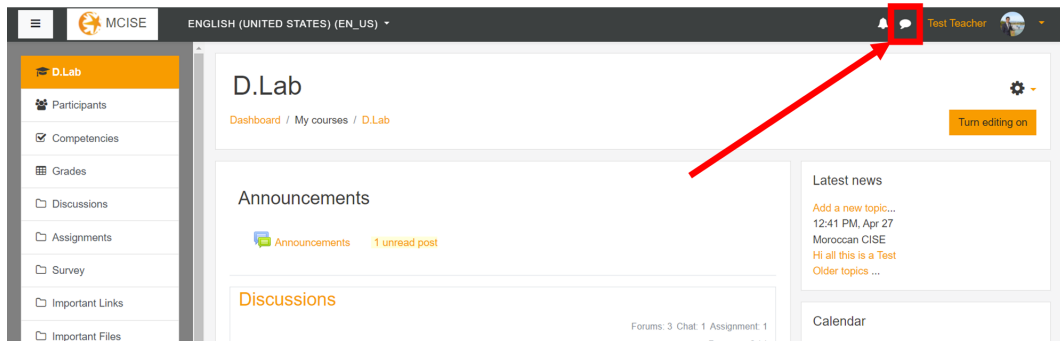 MCISE
ENGLISH (UNITED STATES) (EN_US)
Test Teacher
D.Lab
Participants
Competencies
Grades
Discussions
Assignments
Survey
Important Links
Important Files
D.Lab
Dashboard / My courses / D.Lab
Turn editing on
Announcements
Announcements 1 unread post
Discussions
Forums: 3 Chat: 1 Assignment: 1
Latest news
Add a new topic...
12:41 PM, Apr 27
Moroccan CISE
Hi all this is a Test
Older topics ...
Calendar